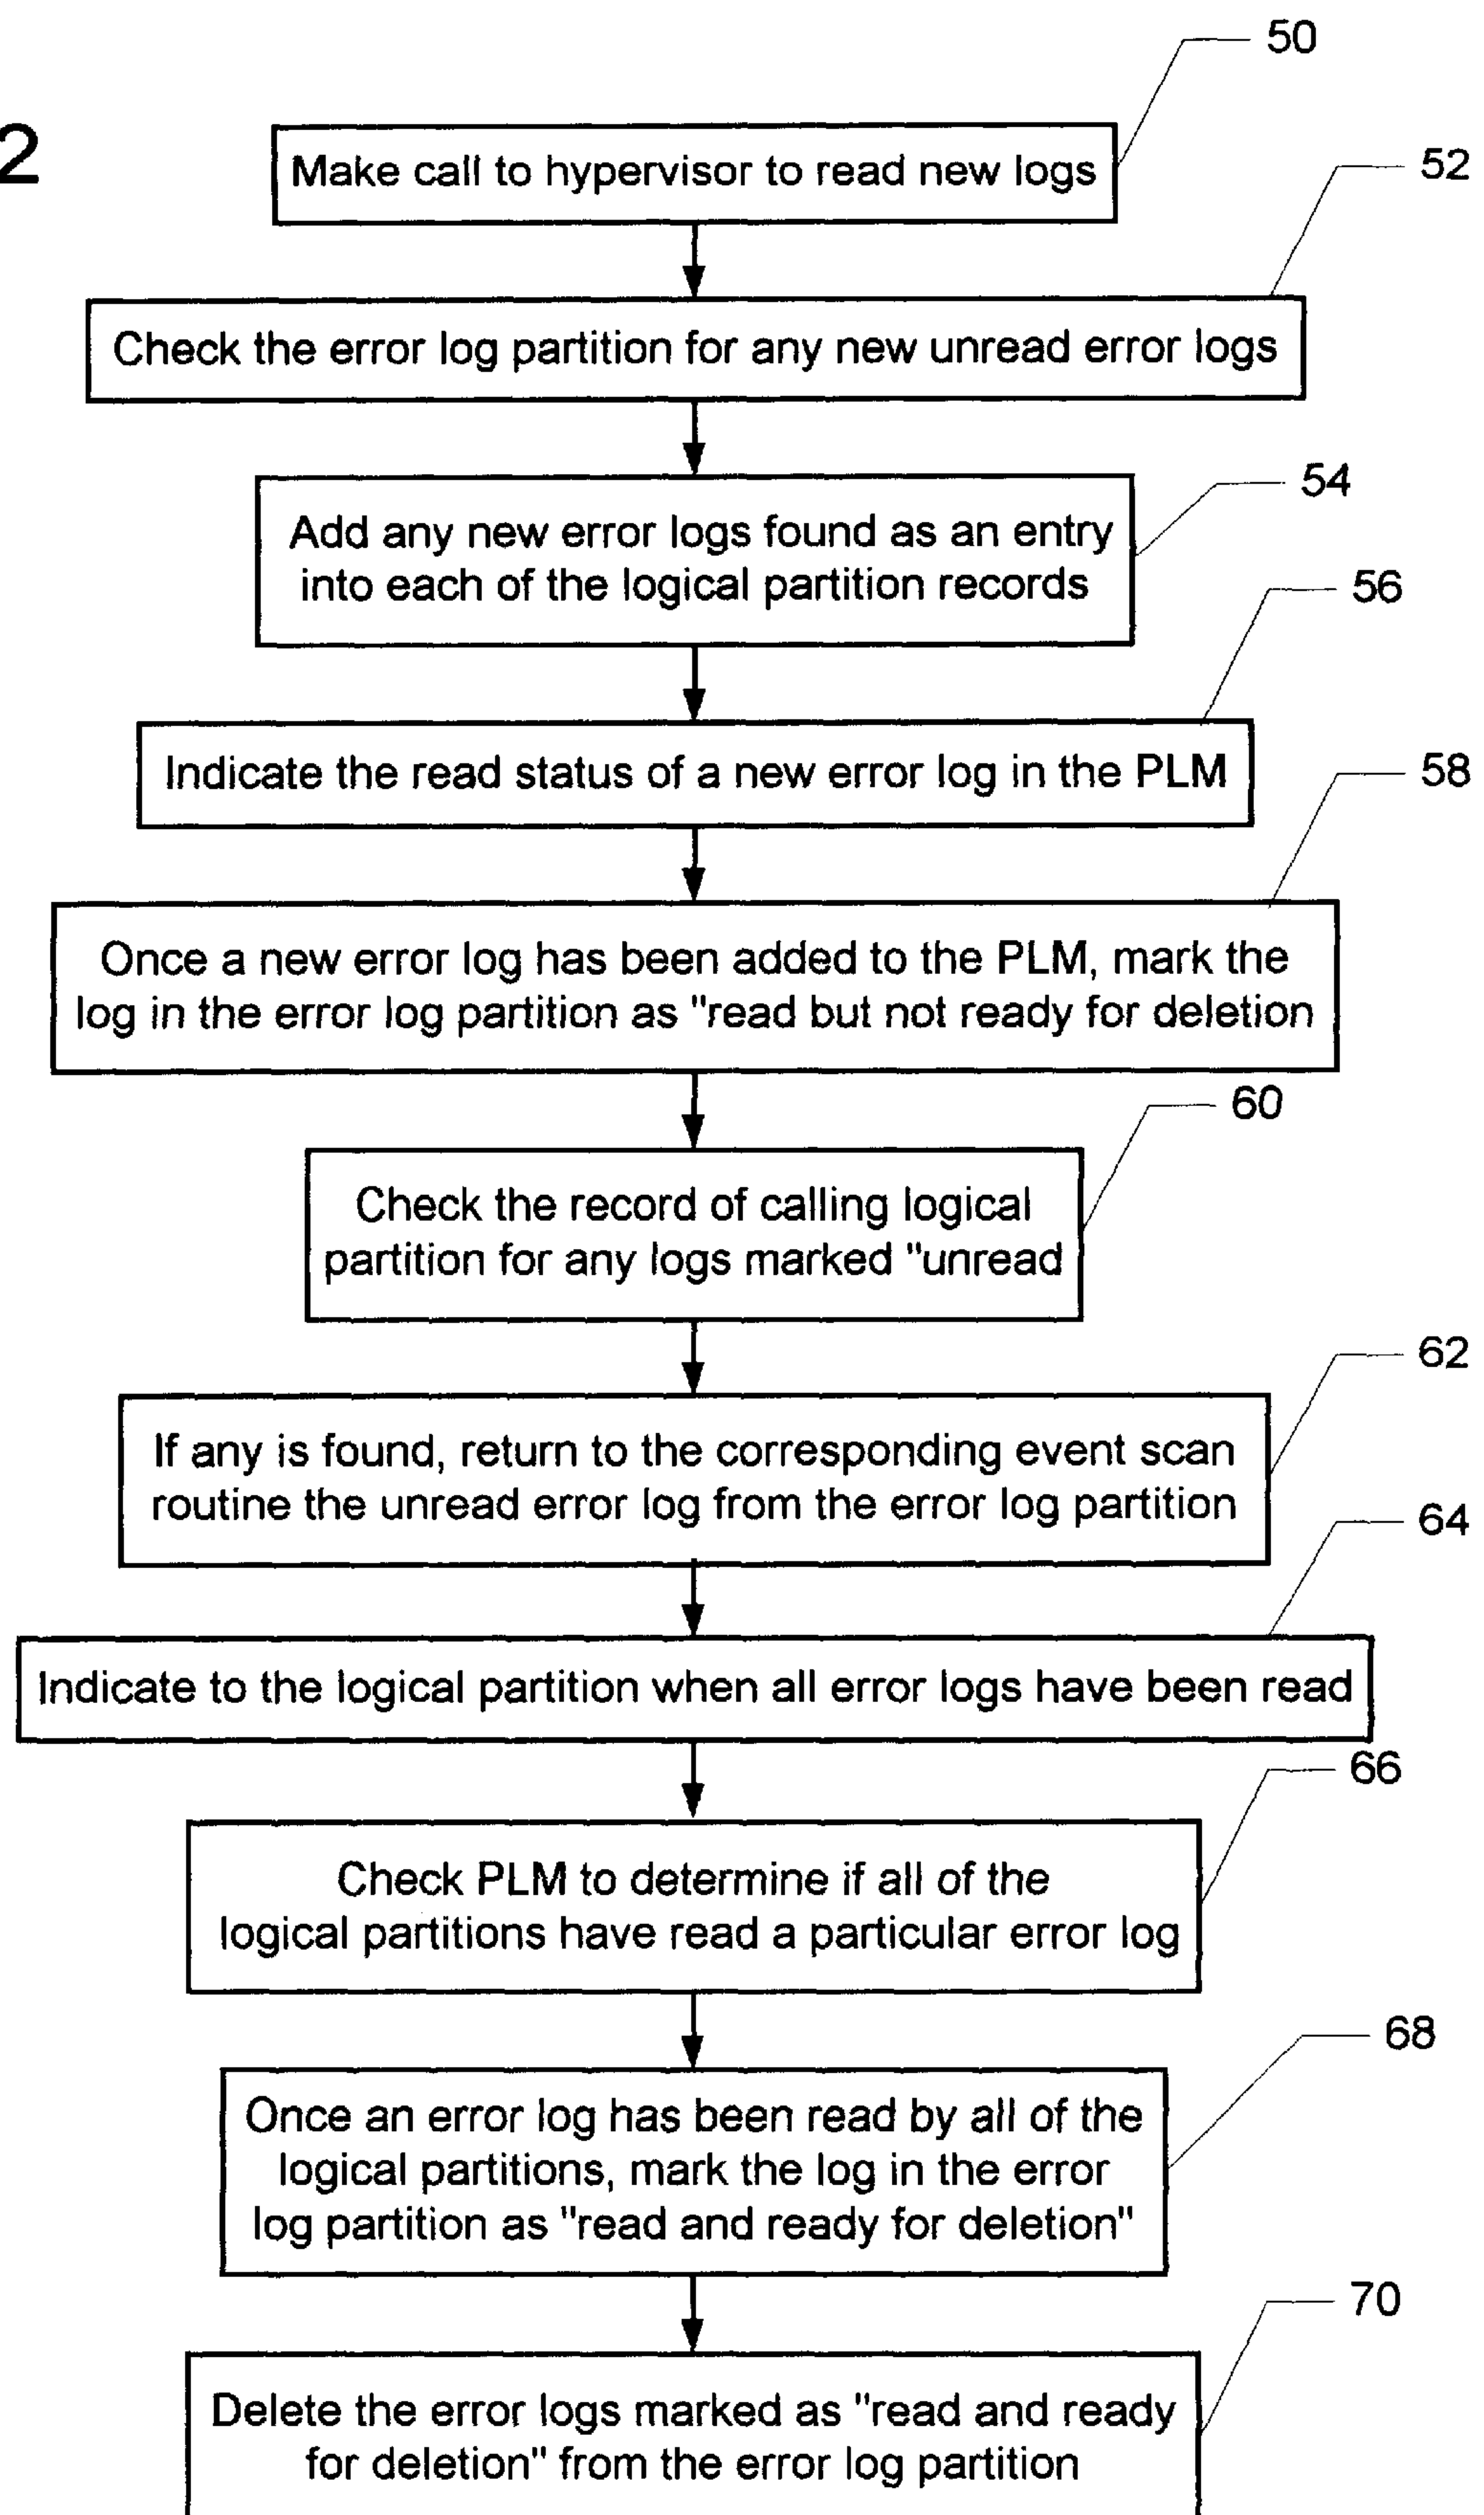 50
2
Make call to hypervisor to read new logs
52
Check the error log partition for any new unread error logs
54
Add any new error logs found as an entry
into each of the logical partition records
56
Indicate the read status of a new error log in the PLM
58
Once a new error log has been added to the PLM, mark the
log in the error log partition as "read but not ready for deletion
60
Check the record of calling logical
partition for any logs marked "unread
62
If any is found, return to the corresponding event scan
routine the unread error log from the error log partition
64
Indicate to the logical partition when all error logs have been read
66
Check PLM to determine if all of the
logical partitions have read a particular error log
68
Once an error log has been read by all of the
logical partitions, mark the log in the error
log partition as "read and ready for deletion"
70
Delete the error logs marked as "read and ready
for deletion" from the error log partition